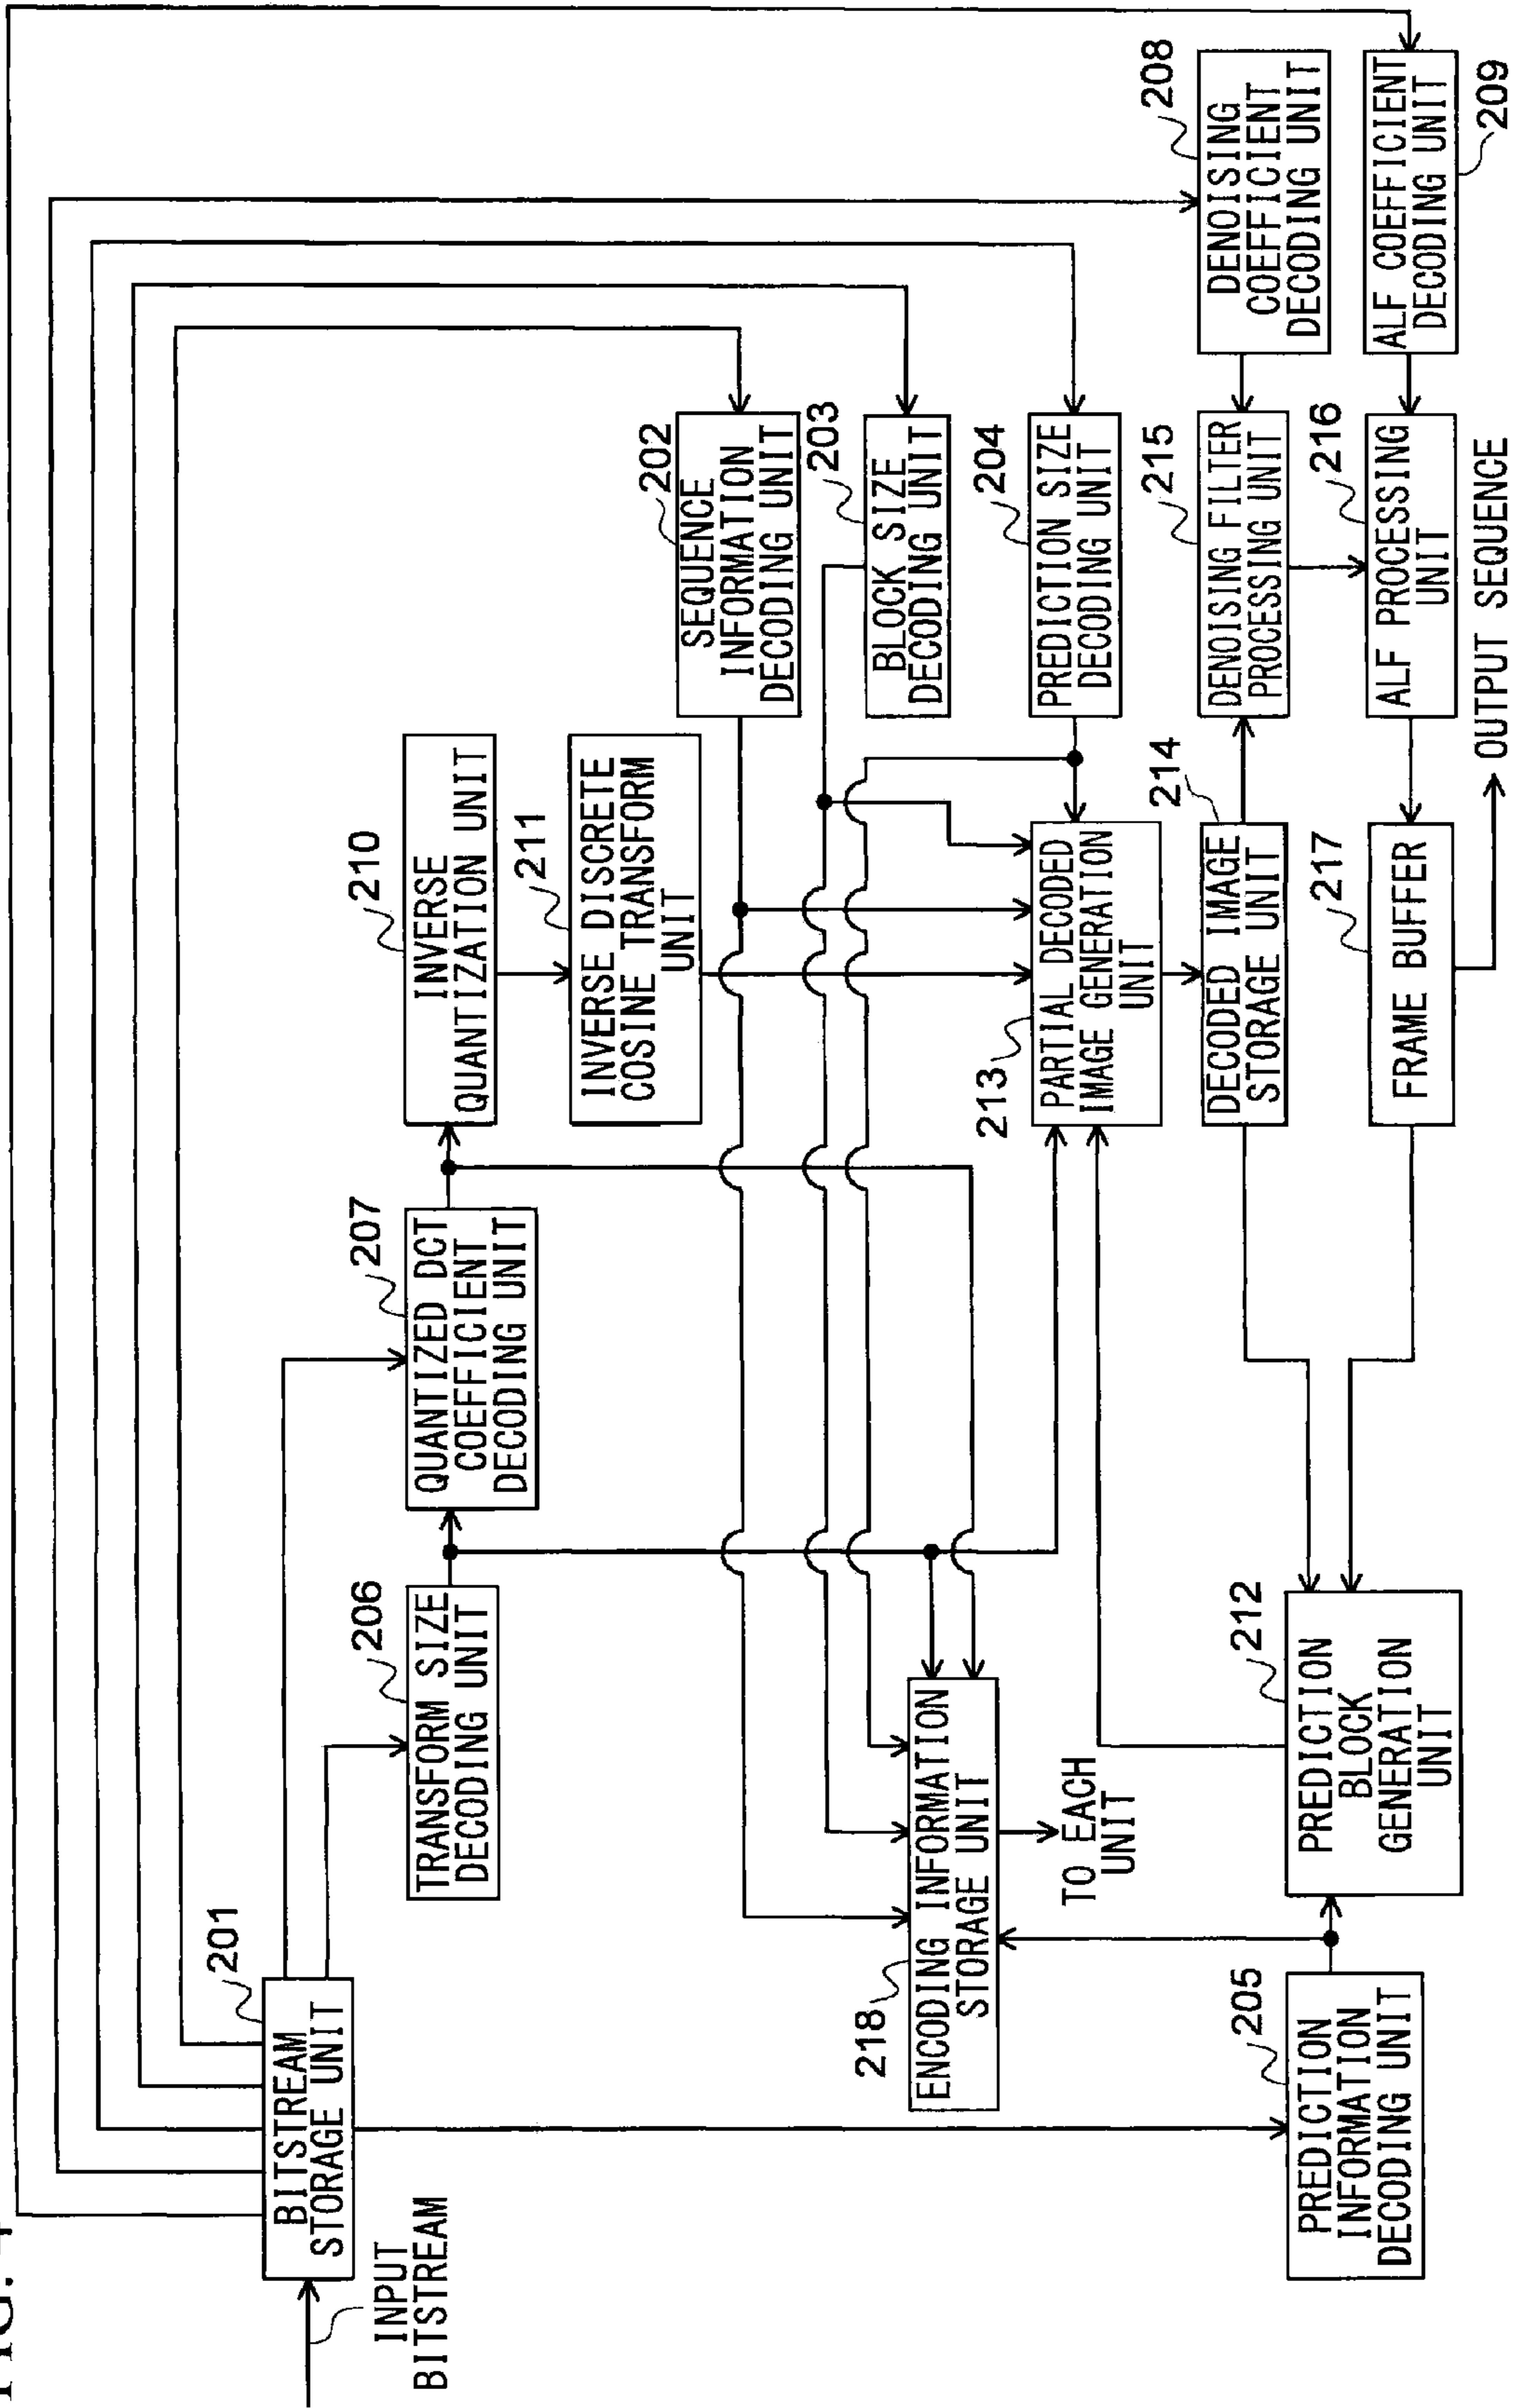 FIG. 4
INPUT
BITSTREAM
201
BITSTREAM
STORAGE UNIT
206
TRANSFORM SIZE
DECODING UNIT
207
QUANTIZED DCT
COEFFICIENT
DECODING UNIT
210
INVERSE
QUANTIZATION UNIT
211
INVERSE DISCRETE
COSINE TRANSFORM
UNIT
202
SEQUENCE
INFORMATION
DECODING UNIT
203
BLOCK SIZE
DECODING UNIT
204
PREDICTION SIZE
DECODING UNIT
218
ENCODING INFORMATION
STORAGE UNIT
TO EACH
UNIT
213
PARTIAL DECODED
IMAGE GENERATION
UNIT
214
DECODED IMAGE
STORAGE UNIT
215
DENOISING FILTER
PROCESSING UNIT
208
DENOISING
COEFFICIENT
DECODING UNIT
205
PREDICTION
INFORMATION
DECODING UNIT
212
PREDICTION
BLOCK
GENERATION
UNIT
217
FRAME BUFFER
216
ALF PROCESSING
UNIT
ALF COEFFICIENT
DECODING UNIT
209
OUTPUT SEQUENCE